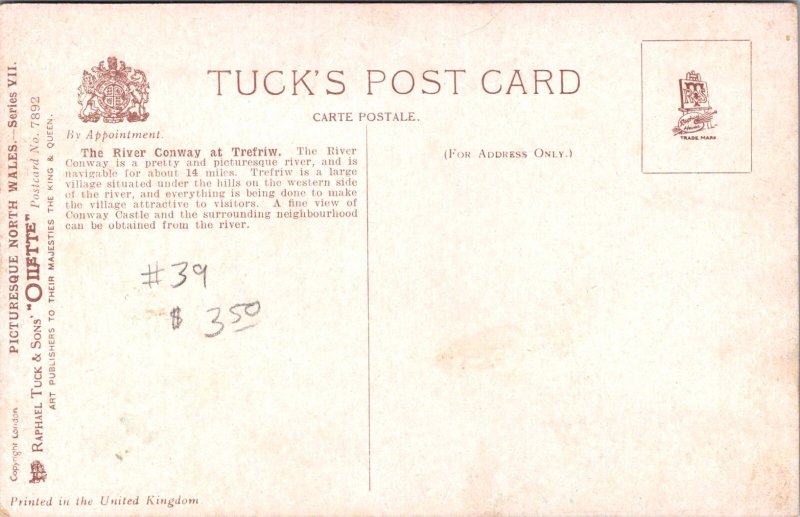 TUCK'S POST CARD
CARTE POSTALE.
By Appointment.
(FOR ADDRESS ONLY.)
TRADE MARK.
The River Conway at Trefriw. The River
Conway is a pretty and picturesque river, and is
navigable for about 14 miles. Trefriw is a large
village situated under the hills on the western side
of the river, and everything is being done to make
the village attractive to visitors. A fine view of
Conway Castle and the surrounding neighbourhood
can be obtained from the river.
#39
$ 3.50
PICTURESQUE NORTH WALES.—Series VII.
Copyright London
RAPHAEL TUCK & SONS' "OILETTE" Postcard No. 7892
ART PUBLISHERS TO THEIR MAJESTIES THE KING & QUEEN.
Printed in the United Kingdom